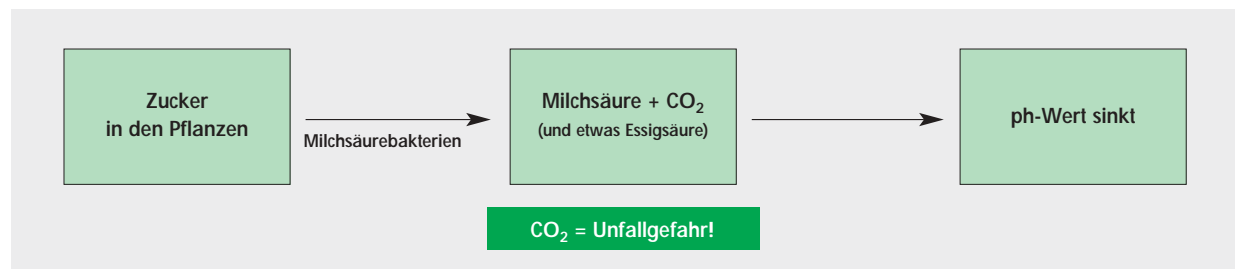 Zucker
in den Pflanzen
Milchsäurebakterien
Milchsäure + CO₂
(und etwas Essigsäure)
ph-Wert sinkt
CO₂ = Unfallgefahr!